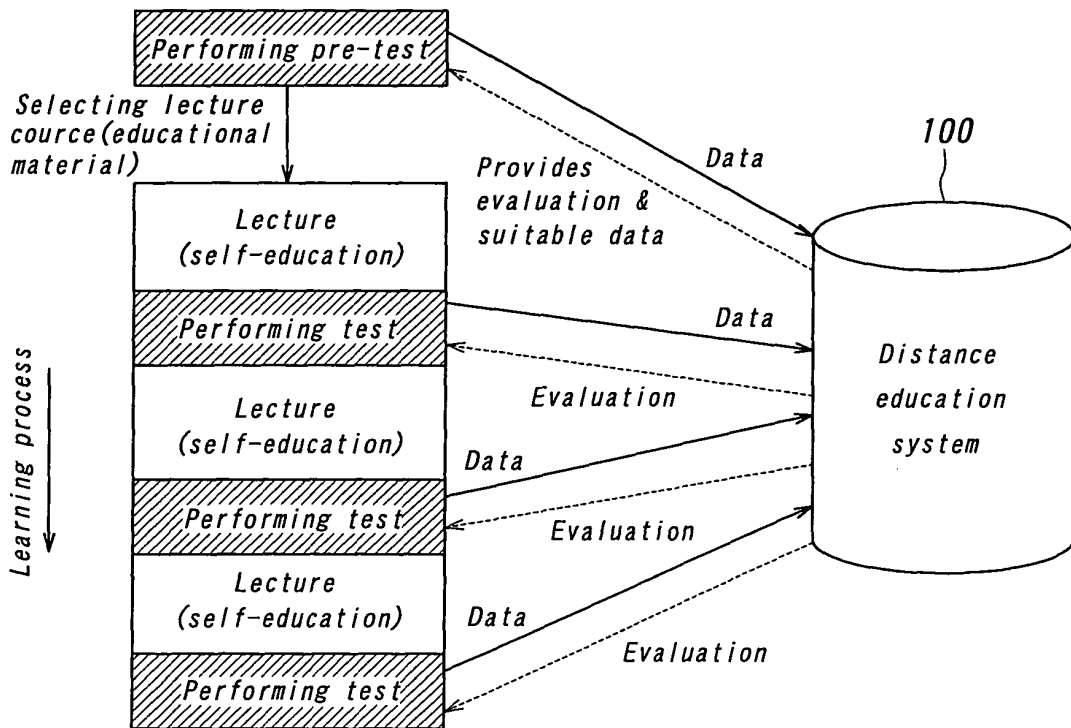 Performing pre-test
Selecting lecture
cource(educational
material)
Data
100
Provides
evaluation &
suitable data
Lecture
(self-education)
Performing test
Data
Evaluation
Lecture
(self-education)
Data
Performing test
Evaluation
Lecture
(self-education)
Data
Performing test
Evaluation
Distance
education
system
Learning process